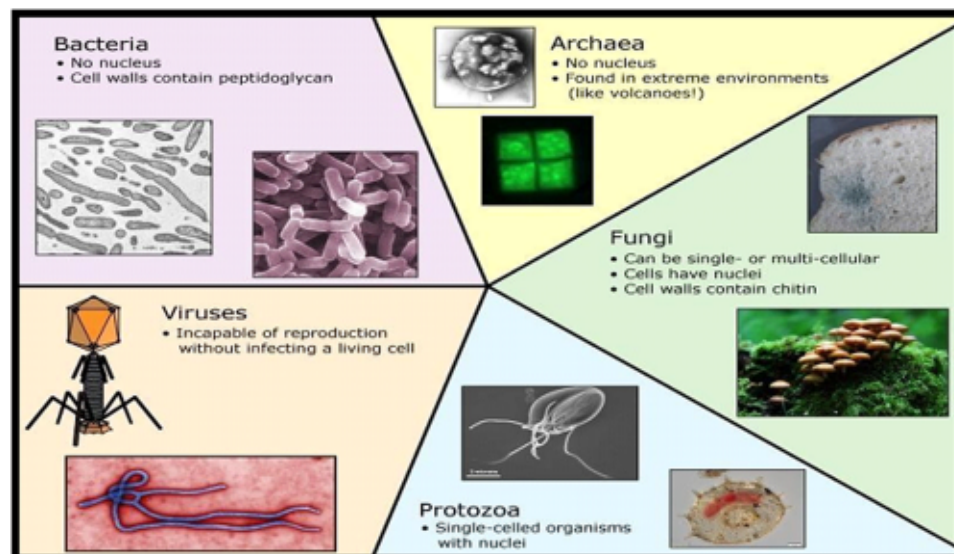 Bacteria
• No nucleus
• Cell walls contain peptidoglycan
Archaea
• No nucleus
• Found in extreme environments
(like volcanoes!)
Fungi
• Can be single- or multi-cellular
• Cells have nuclei
• Cell walls contain chitin
Viruses
• Incapable of reproduction
without infecting a living cell
Protozoa
• Single-celled organisms
with nuclei